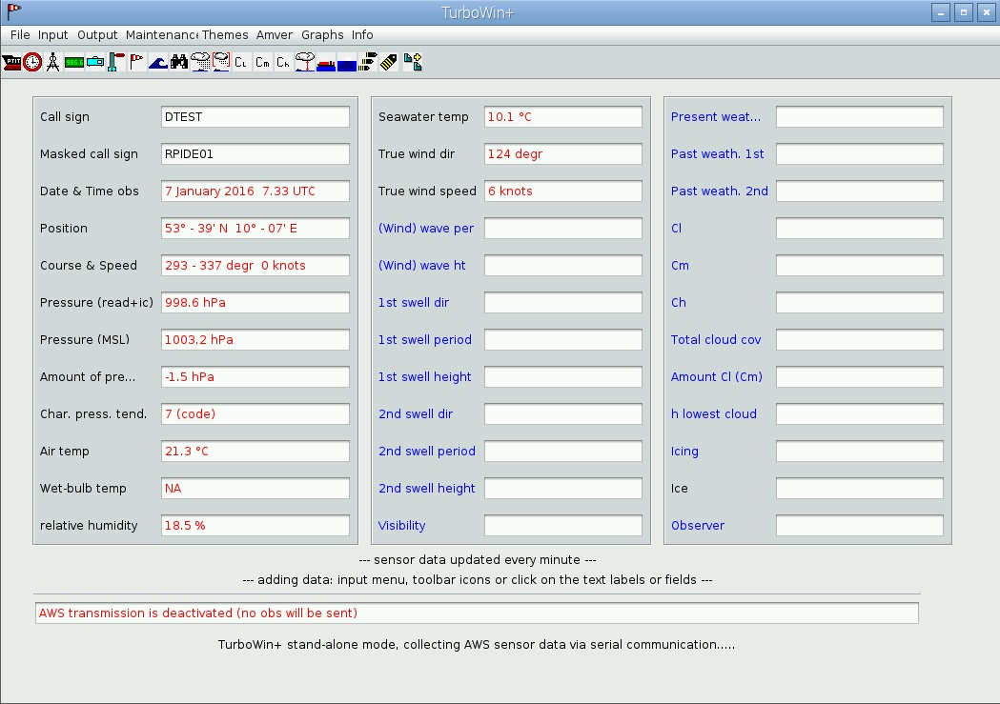 TurboWin+
File Input Output Maintenanc Themes Amver Graphs Info
985.6 CL Cm Ch
Call sign DTEST
Masked call sign RPIDE01
Date & Time obs 7 January 2016 7.33 UTC
Position 53° - 39' N 10° - 07' E
Course & Speed 293 - 337 degr 0 knots
Pressure (read+ic) 998.6 hPa
Pressure (MSL) 1003.2 hPa
Amount of pre... -1.5 hPa
Char. press. tend. 7 (code)
Air temp 21.3 °C
Wet-bulb temp NA
relative humidity 18.5 %
Seawater temp 10.1 °C
True wind dir 124 degr
True wind speed 6 knots
(Wind) wave per
(Wind) wave ht
1st swell dir
1st swell period
1st swell height
2nd swell dir
2nd swell period
2nd swell height
Visibility
Present weat...
Past weath. 1st
Past weath. 2nd
Cl
Cm
Ch
Total cloud cov
Amount Cl (Cm)
h lowest cloud
Icing
Ice
Observer
--- sensor data updated every minute ---
--- adding data: input menu, toolbar icons or click on the text labels or fields ---
AWS transmission is deactivated (no obs will be sent)
TurboWin+ stand-alone mode, collecting AWS sensor data via serial communication.....